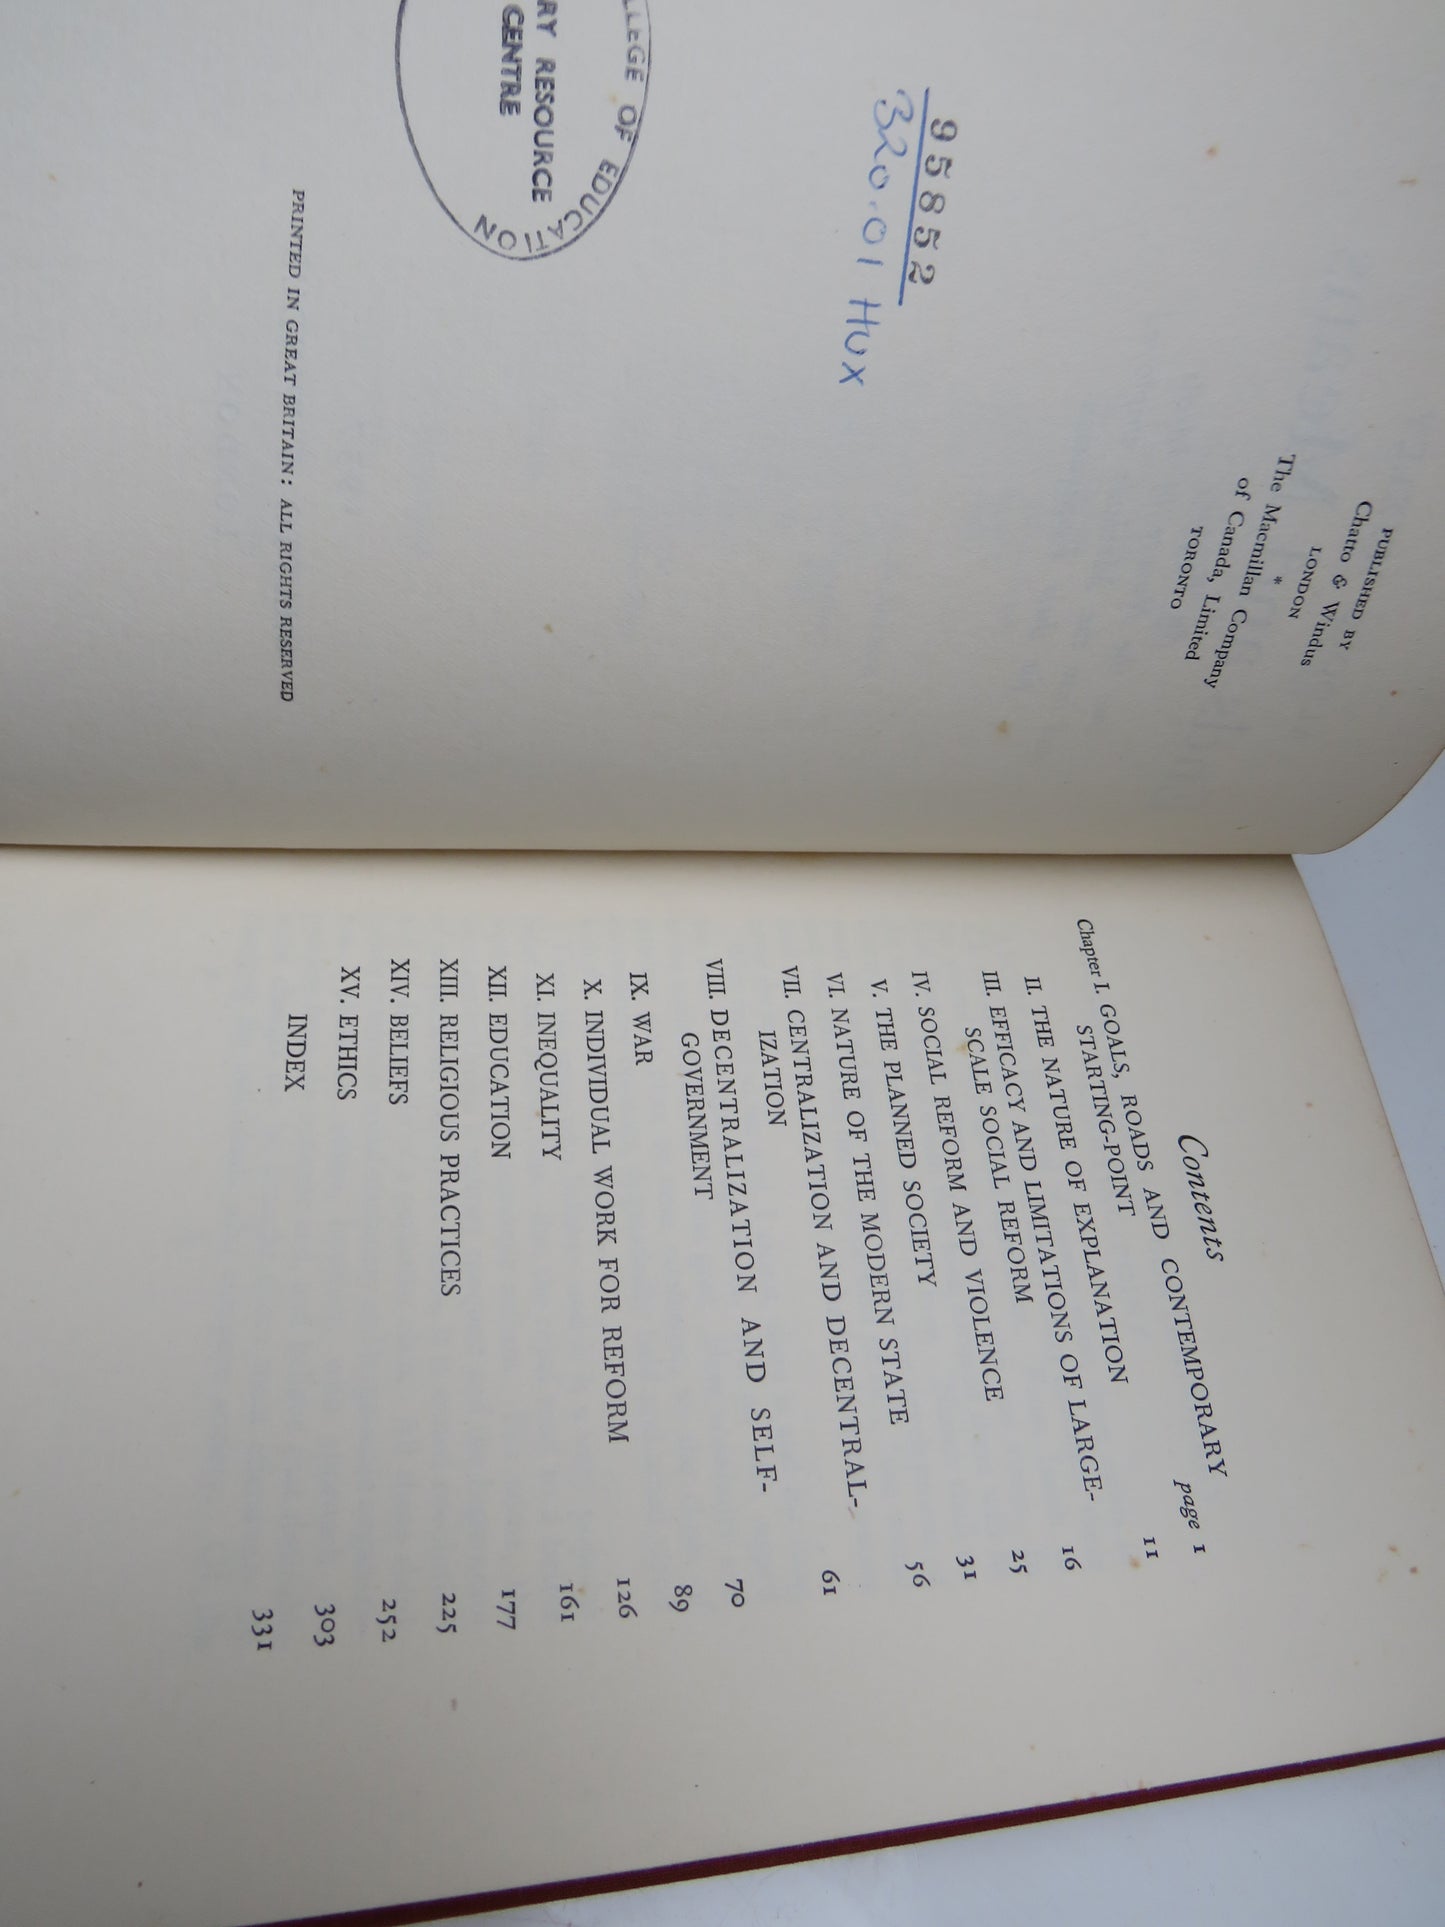 PUBLISHED BY
Chatto & Windus
LONDON
*
The Macmillan Company
of Canada, Limited
TORONTO
95852
320.01 HUX
OF EDUCATION
RESOURCE
CENTRE
PRINTED IN GREAT BRITAIN: ALL RIGHTS RESERVED
Contents
Chapter I. GOALS, ROADS AND CONTEMPORARY
STARTING-POINT page 1
II. THE NATURE OF EXPLANATION 11
III. EFFICACY AND LIMITATIONS OF LARGE-
SCALE SOCIAL REFORM 16
IV. SOCIAL REFORM AND VIOLENCE 25
V. THE PLANNED SOCIETY 31
VI. NATURE OF THE MODERN STATE 56
VII. CENTRALIZATION AND DECENTRAL-
IZATION 61
VIII. DECENTRALIZATION AND SELF-
GOVERNMENT 70
IX. WAR 89
X. INDIVIDUAL WORK FOR REFORM 126
XI. INEQUALITY 161
XII. EDUCATION 177
XIII. RELIGIOUS PRACTICES 225
XIV. BELIEFS 252
XV. ETHICS 303
INDEX 331